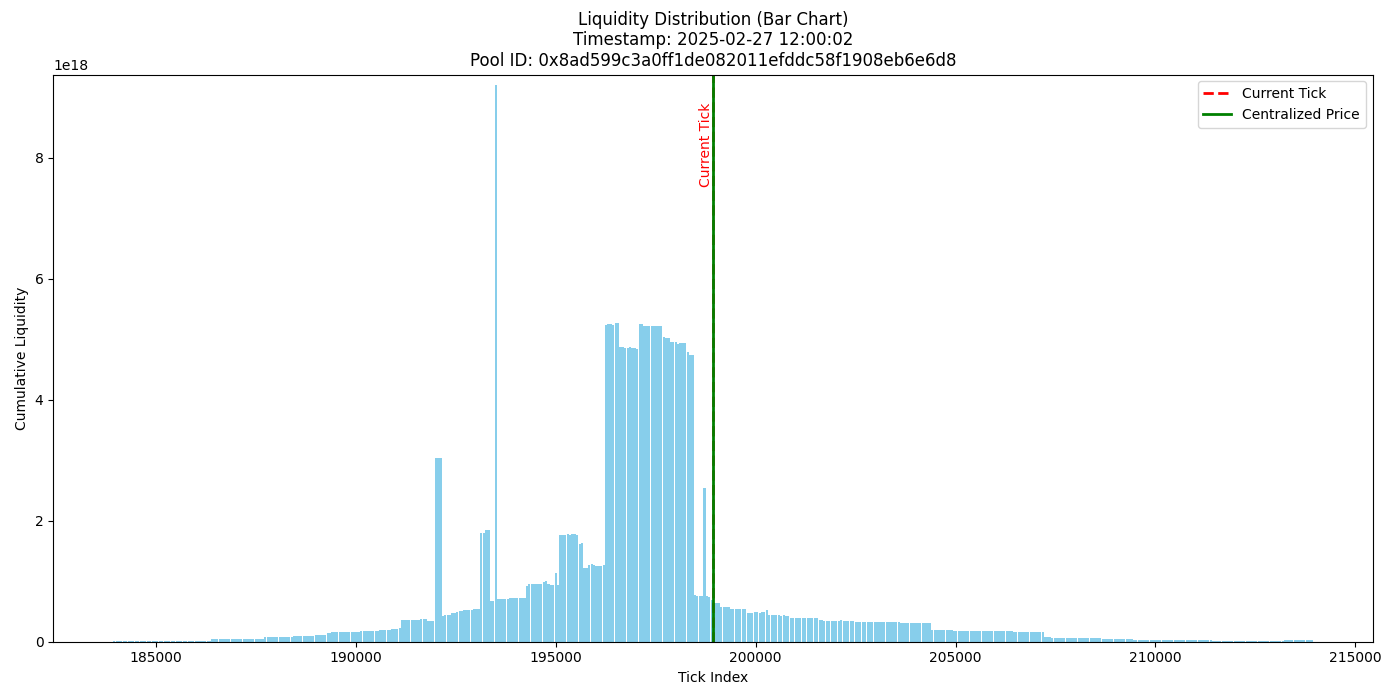 Liquidity Distribution (Bar Chart)
Timestamp: 2025-02-27 12:00:02
Pool ID: 0x8ad599c3a0ff1de082011efddc58f1908eb6e6d8
1e18
Current Tick
Centralized Price
Current Tick
8
6
4
2
0
Cumulative Liquidity
185000 190000 195000 200000 205000 210000 215000
Tick Index